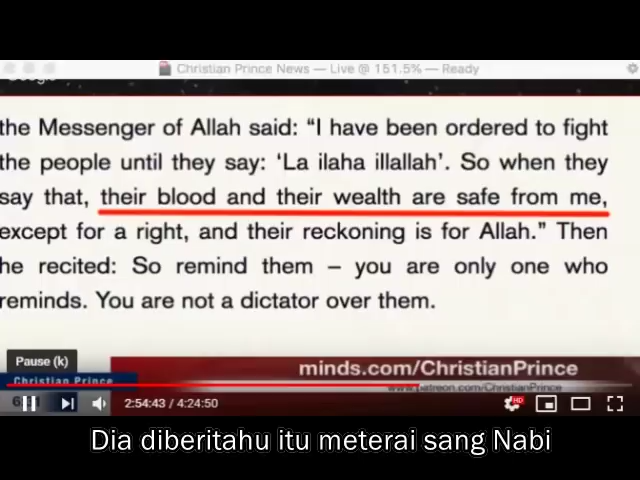 Christian Prince News — Live @ 151.5% — Ready
the Messenger of Allah said: “I have been ordered to fight
the people until they say: ‘La ilaha illallah’. So when they
say that, their blood and their wealth are safe from me,
except for a right, and their reckoning is for Allah.” Then
he recited: So remind them – you are only one who
reminds. You are not a dictator over them.
Pause (k)
minds.com/ChristianPrince
Christian Prince
www.patreon.com/ChristianPrince
2:54:43 / 4:24:50
HD
Dia diberitahu itu meterai sang Nabi